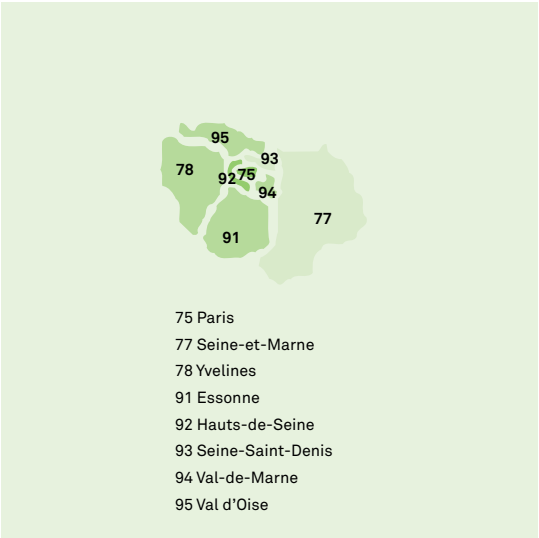 95
93
78
92
75
94
77
91
75 Paris
77 Seine-et-Marne
78 Yvelines
91 Essonne
92 Hauts-de-Seine
93 Seine-Saint-Denis
94 Val-de-Marne
95 Val d’Oise